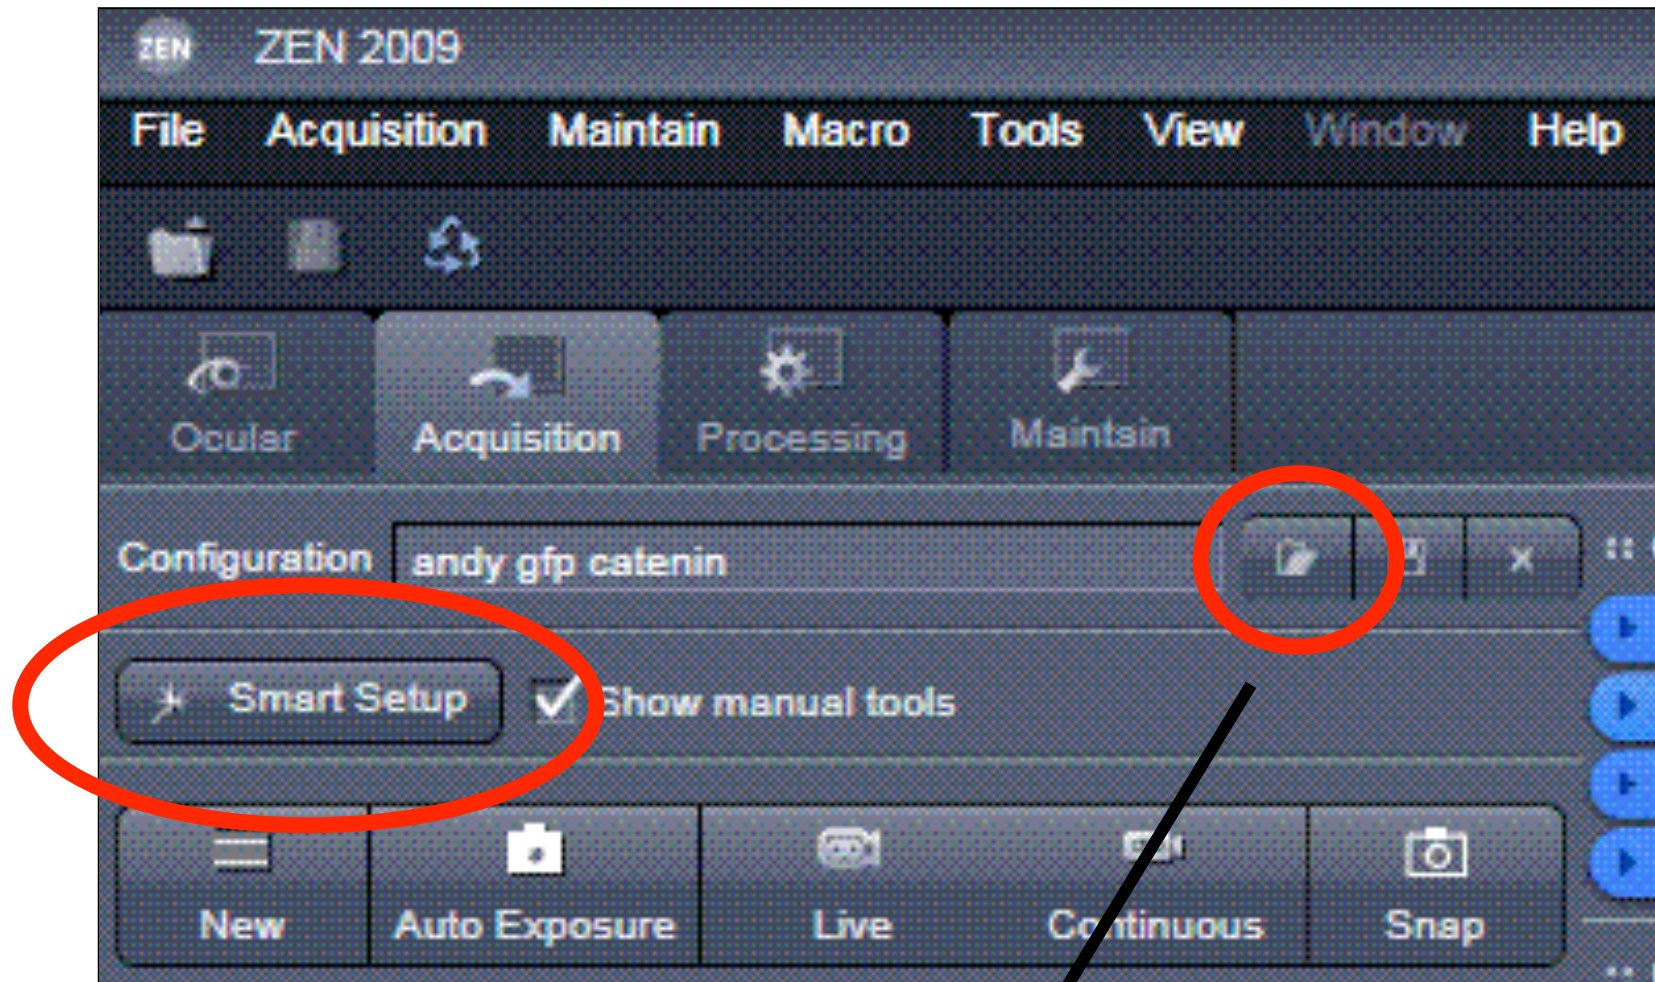 ZEN ZEN 2009
File Acquisition Maintain Macro Tools View Window Help
Ocular Acquisition Processing Maintain
Configuration andy gfp catenin
Smart Setup Show manual tools
New Auto Exposure Live Continuous Snap